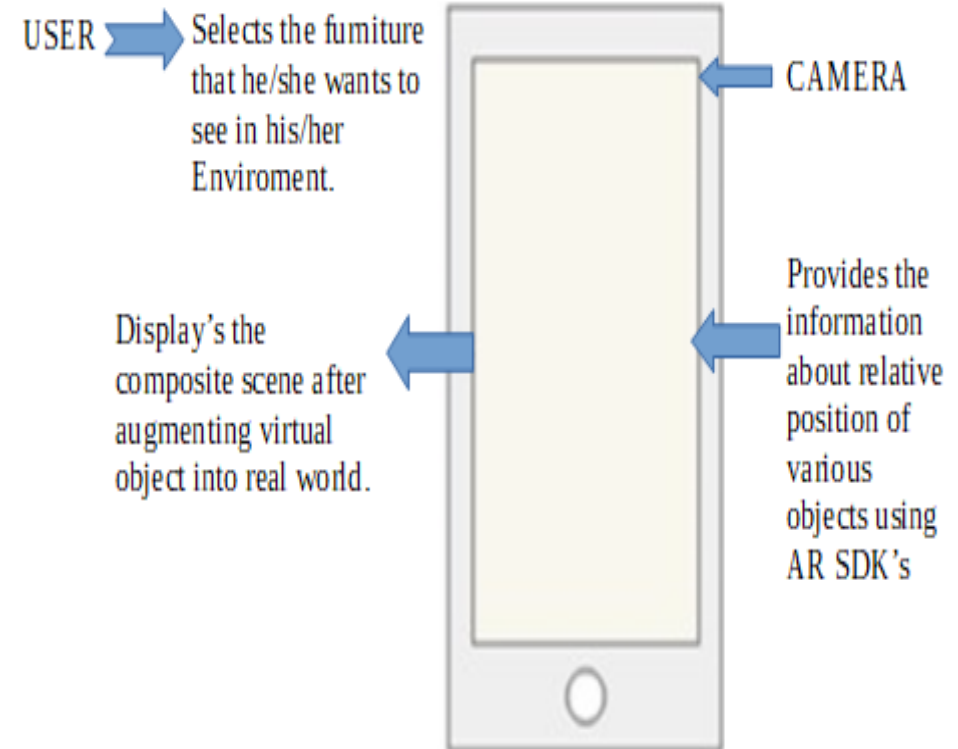 USER
Selects the furniture
that he/she wants to
see in his/her
Enviroment.
CAMERA
Display’s the
composite scene after
augmenting virtual
object into real world.
Provides the
information
about relative
position of
various
objects using
AR SDK’s